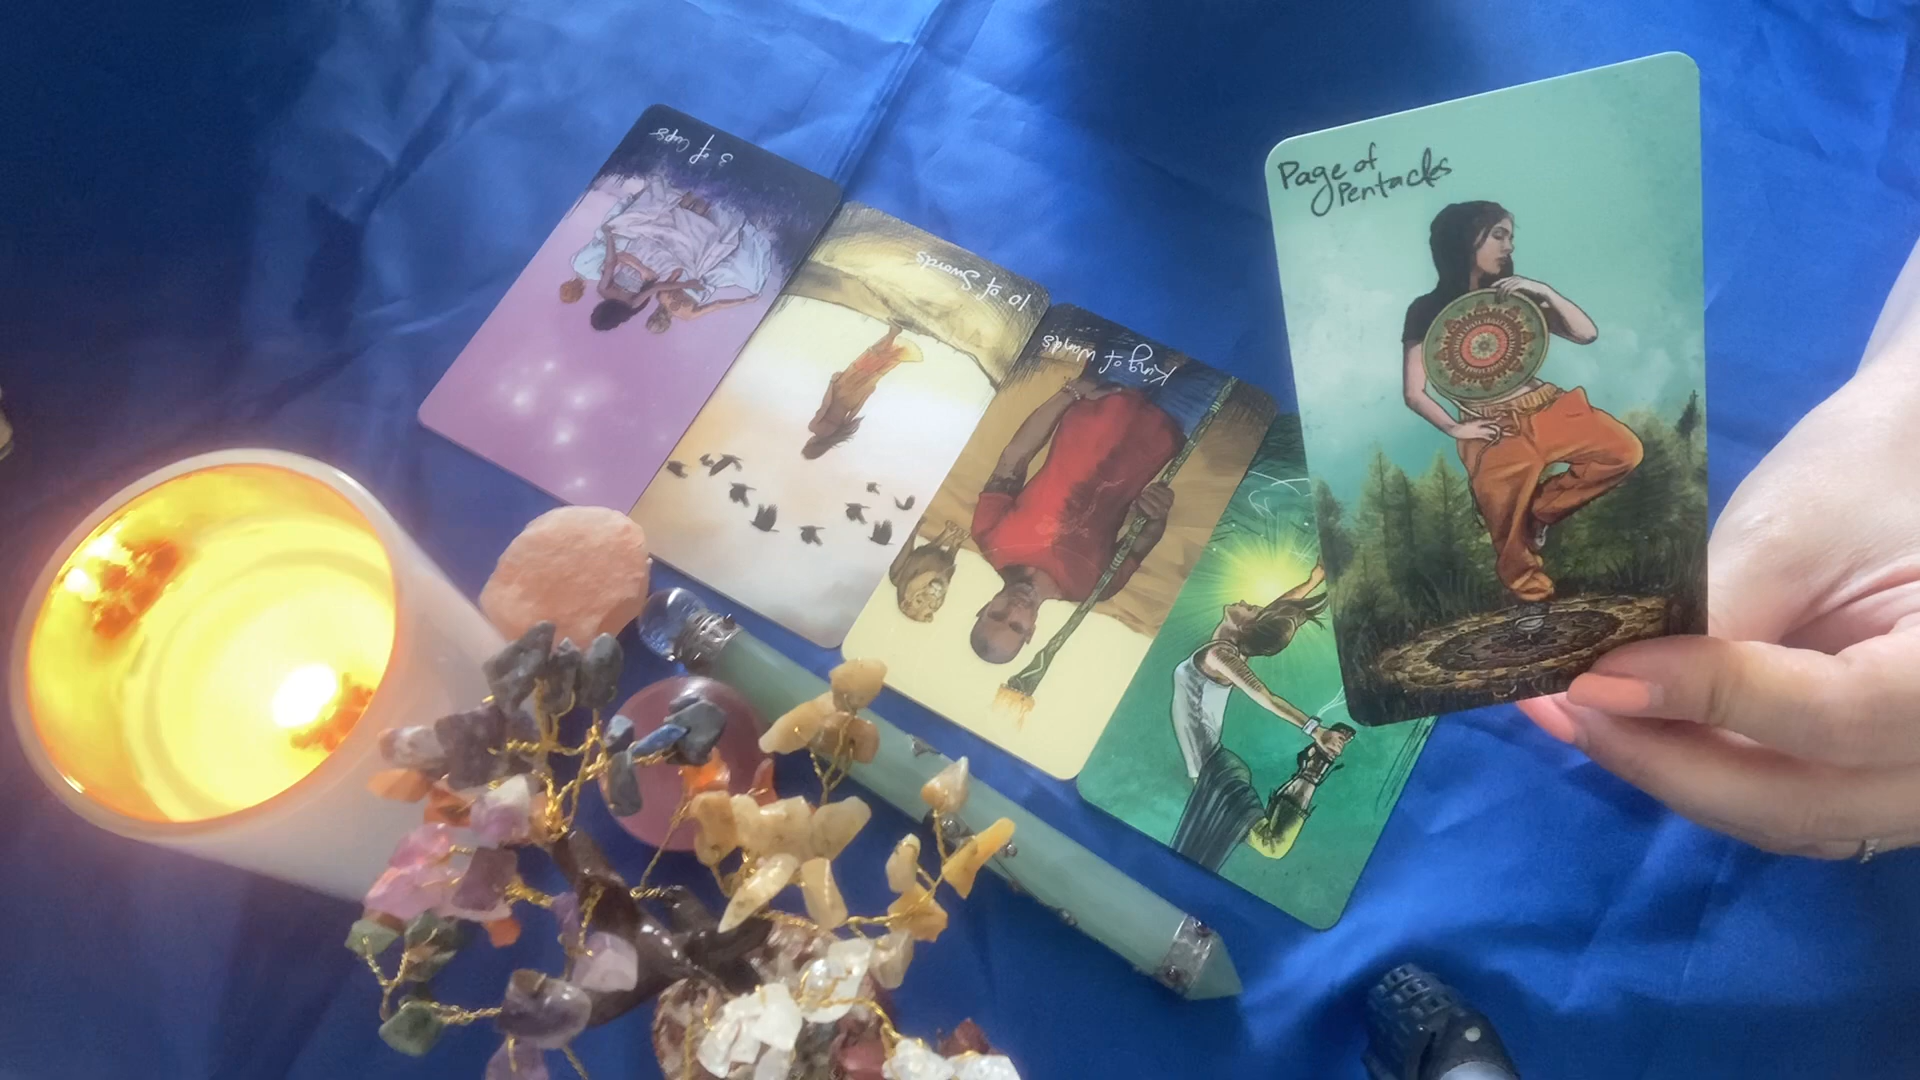 3 of Cups
10 of Swords
King of Wands
Page of
Pentacles